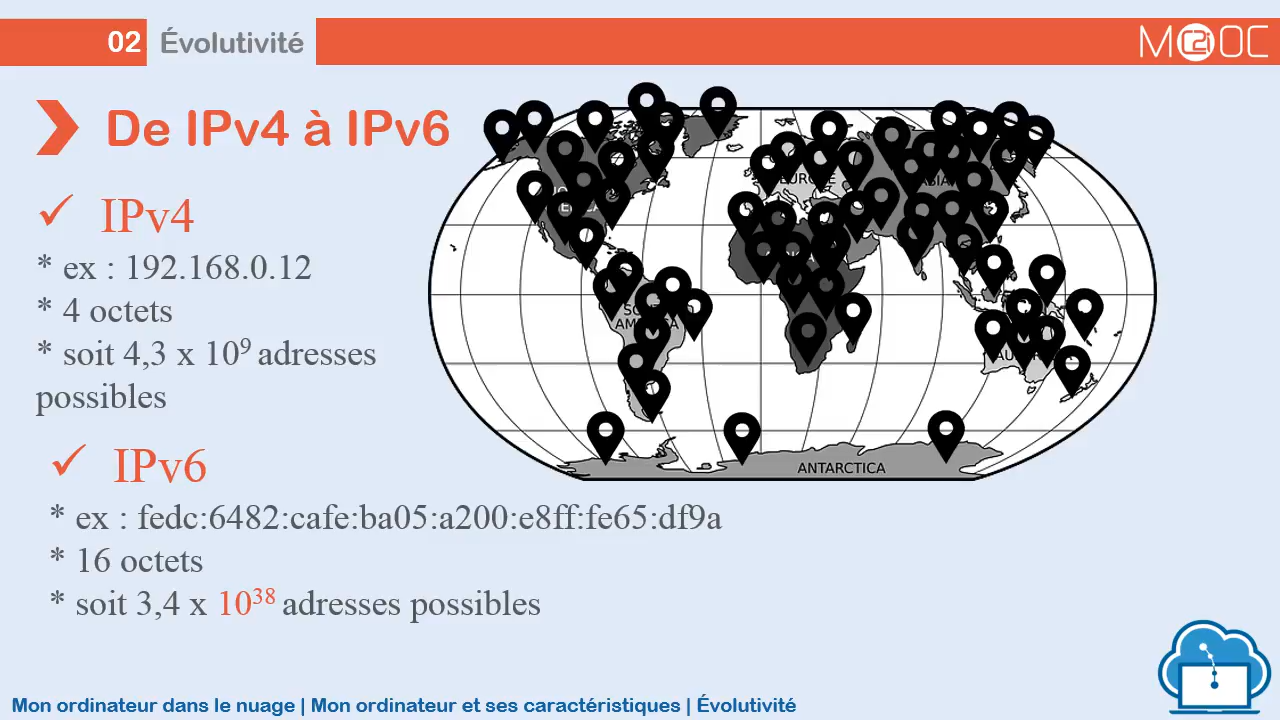 02 Évolutivité
M C2i OC
De IPv4 à IPv6
✓ IPv4
* ex : 192.168.0.12
* 4 octets
* soit 4,3 x 10⁹ adresses
possibles
✓ IPv6
* ex : fedc:6482:cafe:ba05:a200:e8ff:fe65:df9a
* 16 octets
* soit 3,4 x 10³⁸ adresses possibles
ANTARCTICA
Mon ordinateur dans le nuage | Mon ordinateur et ses caractéristiques | Évolutivité